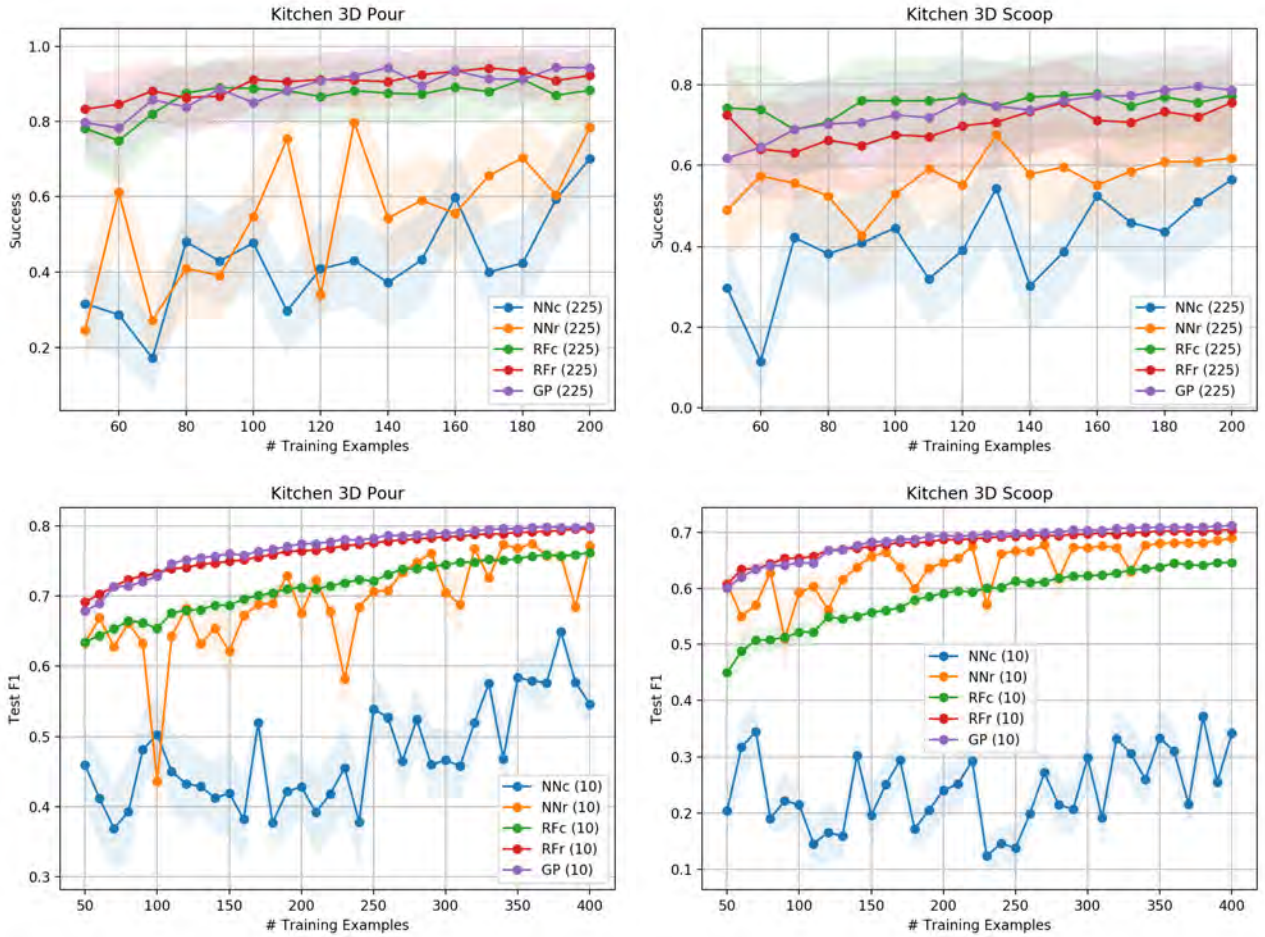 Kitchen 3D Pour
1.0
0.8
0.6
0.4
0.2
Success
60 80 100 120 140 160 180 200
# Training Examples
NNc (225)
NNr (225)
RFc (225)
RFr (225)
GP (225)
Kitchen 3D Scoop
0.8
0.6
0.4
0.2
0.0
Success
60 80 100 120 140 160 180 200
# Training Examples
NNc (225)
NNr (225)
RFc (225)
RFr (225)
GP (225)
Kitchen 3D Pour
0.8
0.7
0.6
0.5
0.4
0.3
Test F1
50 100 150 200 250 300 350 400
# Training Examples
NNc (10)
NNr (10)
RFc (10)
RFr (10)
GP (10)
Kitchen 3D Scoop
0.7
0.6
0.5
0.4
0.3
0.2
0.1
Test F1
50 100 150 200 250 300 350 400
# Training Examples
NNc (10)
NNr (10)
RFc (10)
RFr (10)
GP (10)